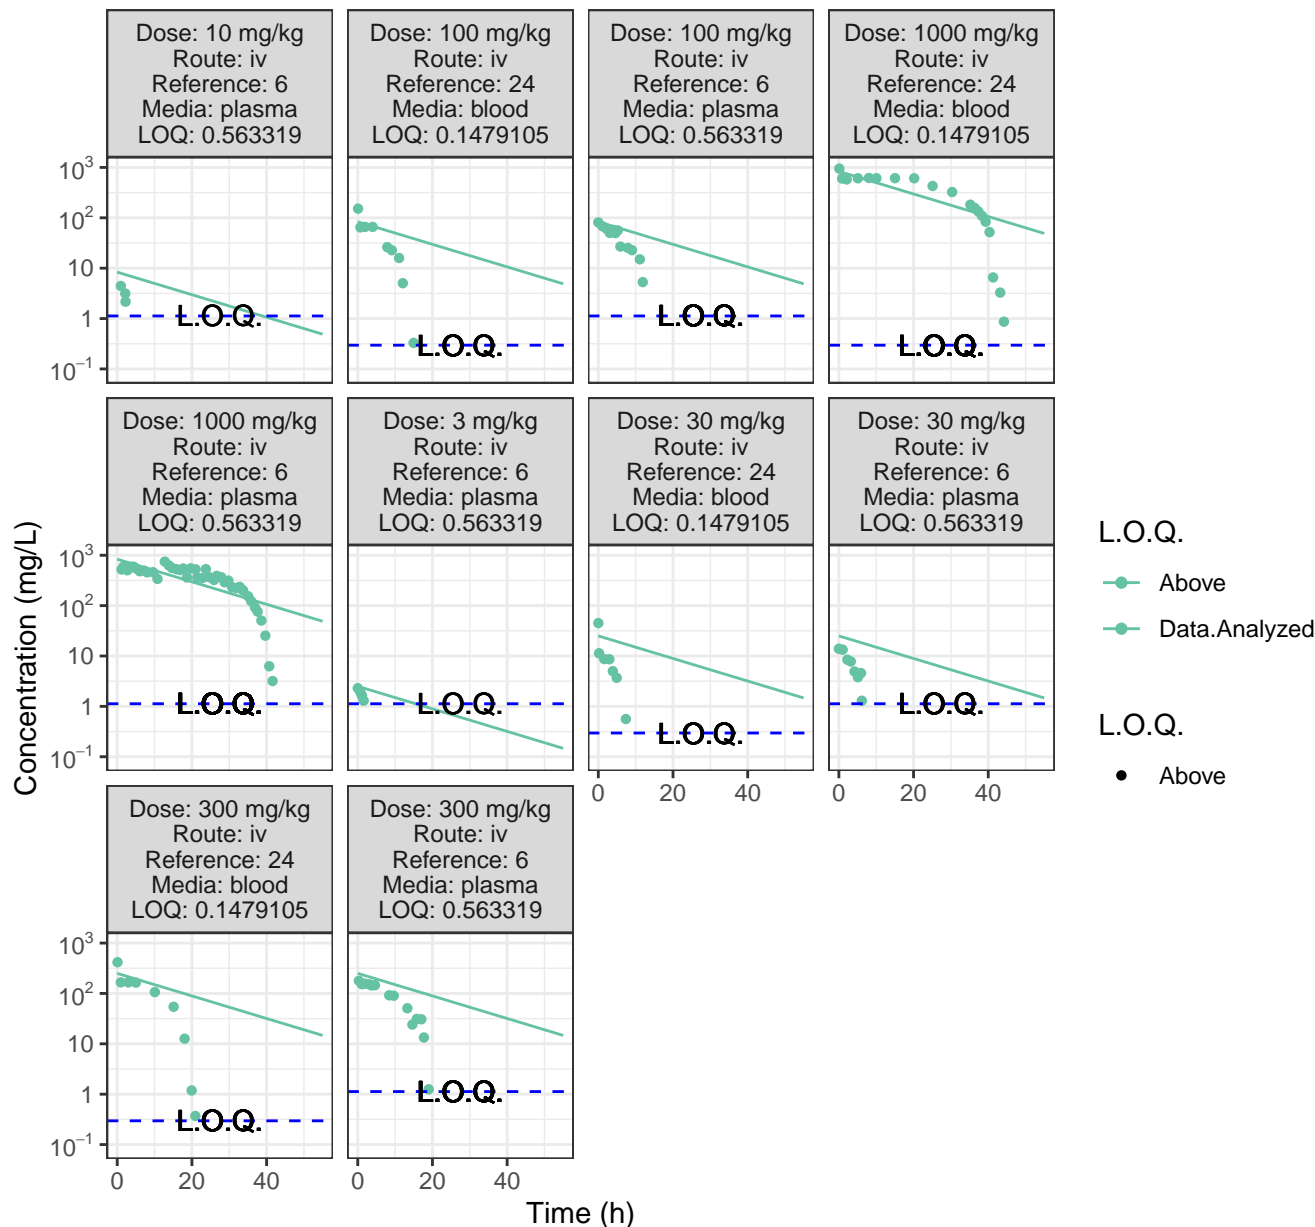 Dose: 10 mg/kg
Route: iv
Reference: 6
Media: plasma
LOQ: 0.563319
Dose: 100 mg/kg
Route: iv
Reference: 24
Media: blood
LOQ: 0.1479105
Dose: 100 mg/kg
Route: iv
Reference: 6
Media: plasma
LOQ: 0.563319
Dose: 1000 mg/kg
Route: iv
Reference: 24
Media: blood
LOQ: 0.1479105
10³
10²
10
1
10⁻¹
L.O.Q.
L.O.Q.
L.O.Q.
L.O.Q.
Dose: 1000 mg/kg
Route: iv
Reference: 6
Media: plasma
LOQ: 0.563319
Dose: 3 mg/kg
Route: iv
Reference: 6
Media: plasma
LOQ: 0.563319
Dose: 30 mg/kg
Route: iv
Reference: 24
Media: blood
LOQ: 0.1479105
Dose: 30 mg/kg
Route: iv
Reference: 6
Media: plasma
LOQ: 0.563319
10³
10²
10
1
10⁻¹
L.O.Q.
L.O.Q.
L.O.Q.
L.O.Q.
0 20 40
0 20 40
Dose: 300 mg/kg
Route: iv
Reference: 24
Media: blood
LOQ: 0.1479105
Dose: 300 mg/kg
Route: iv
Reference: 6
Media: plasma
LOQ: 0.563319
10³
10²
10
1
10⁻¹
L.O.Q.
L.O.Q.
0 20 40
0 20 40
Time (h)
Concentration (mg/L)
L.O.Q.
Above
Data.Analyzed
L.O.Q.
Above